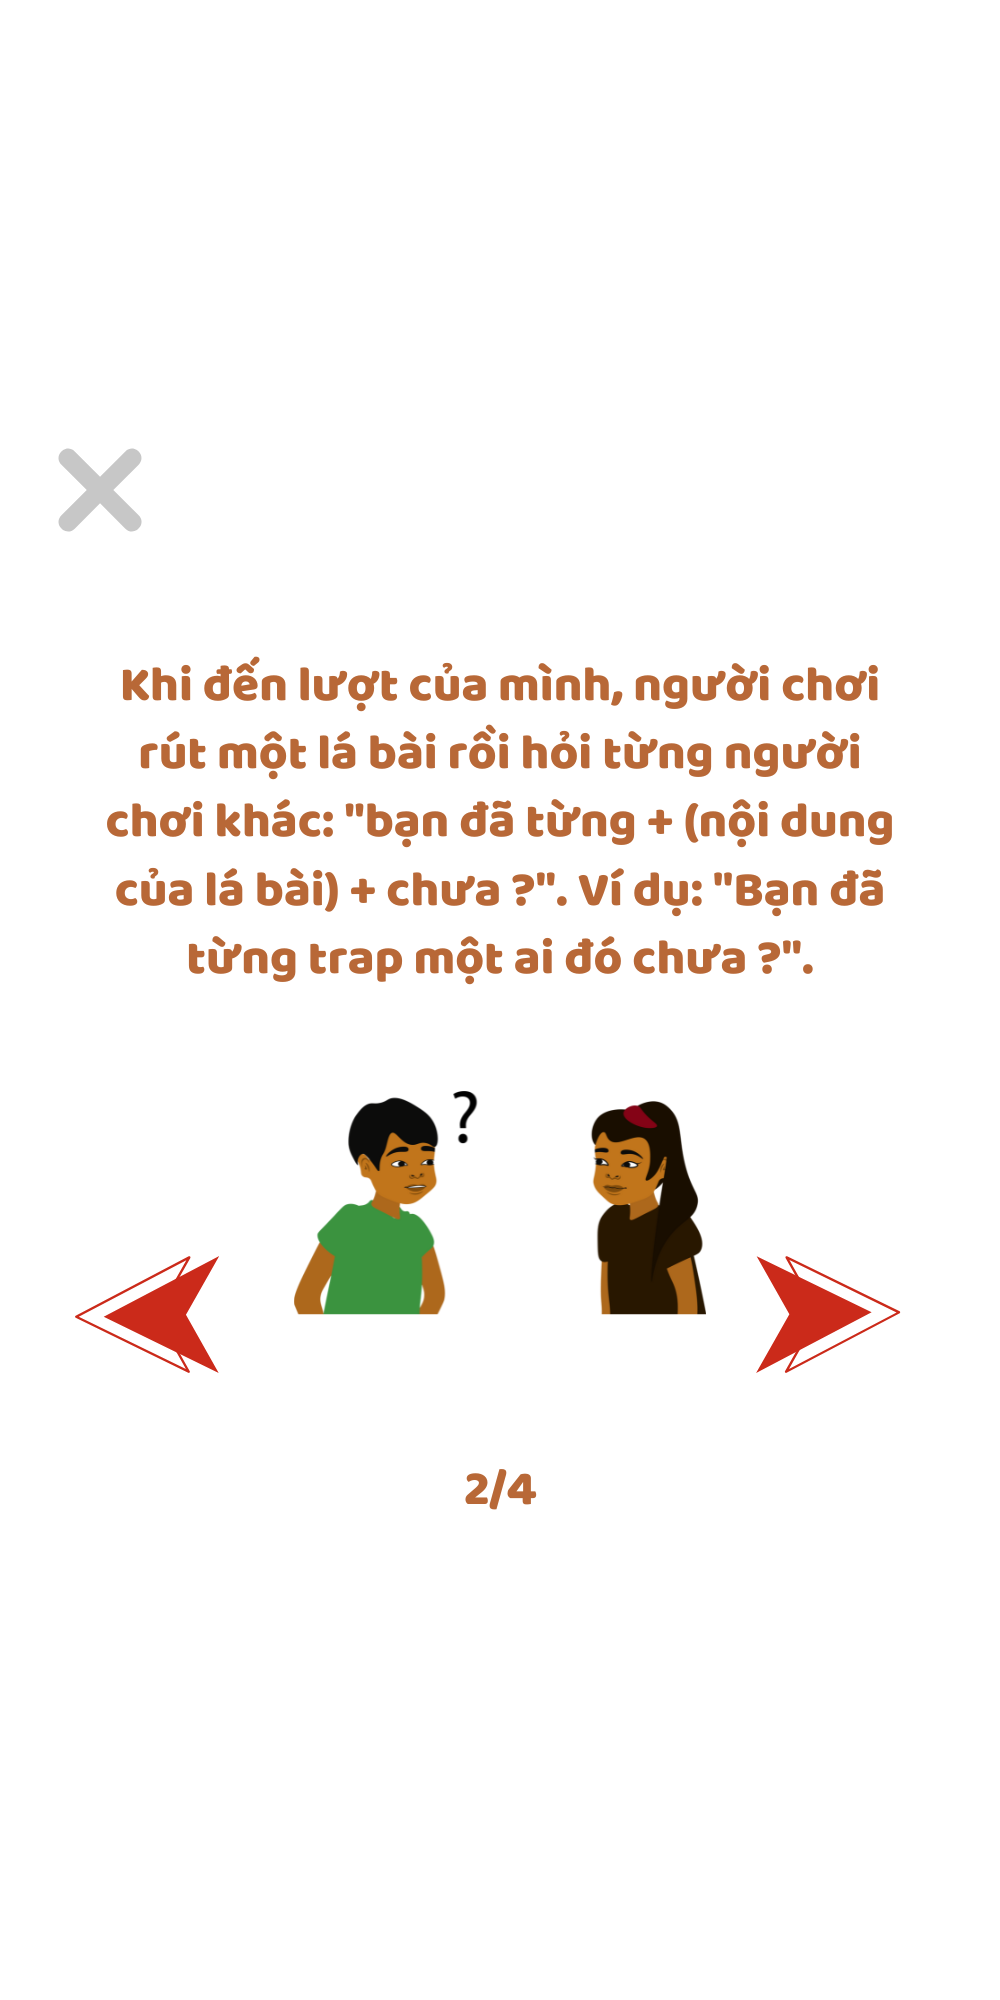 Khi đến lượt của mình, người chơi
rút một lá bài rồi hỏi từng người
chơi khác: "bạn đã từng + (nội dung
của lá bài) + chưa ?". Ví dụ: "Bạn đã
từng trap một ai đó chưa ?".
?
2/4